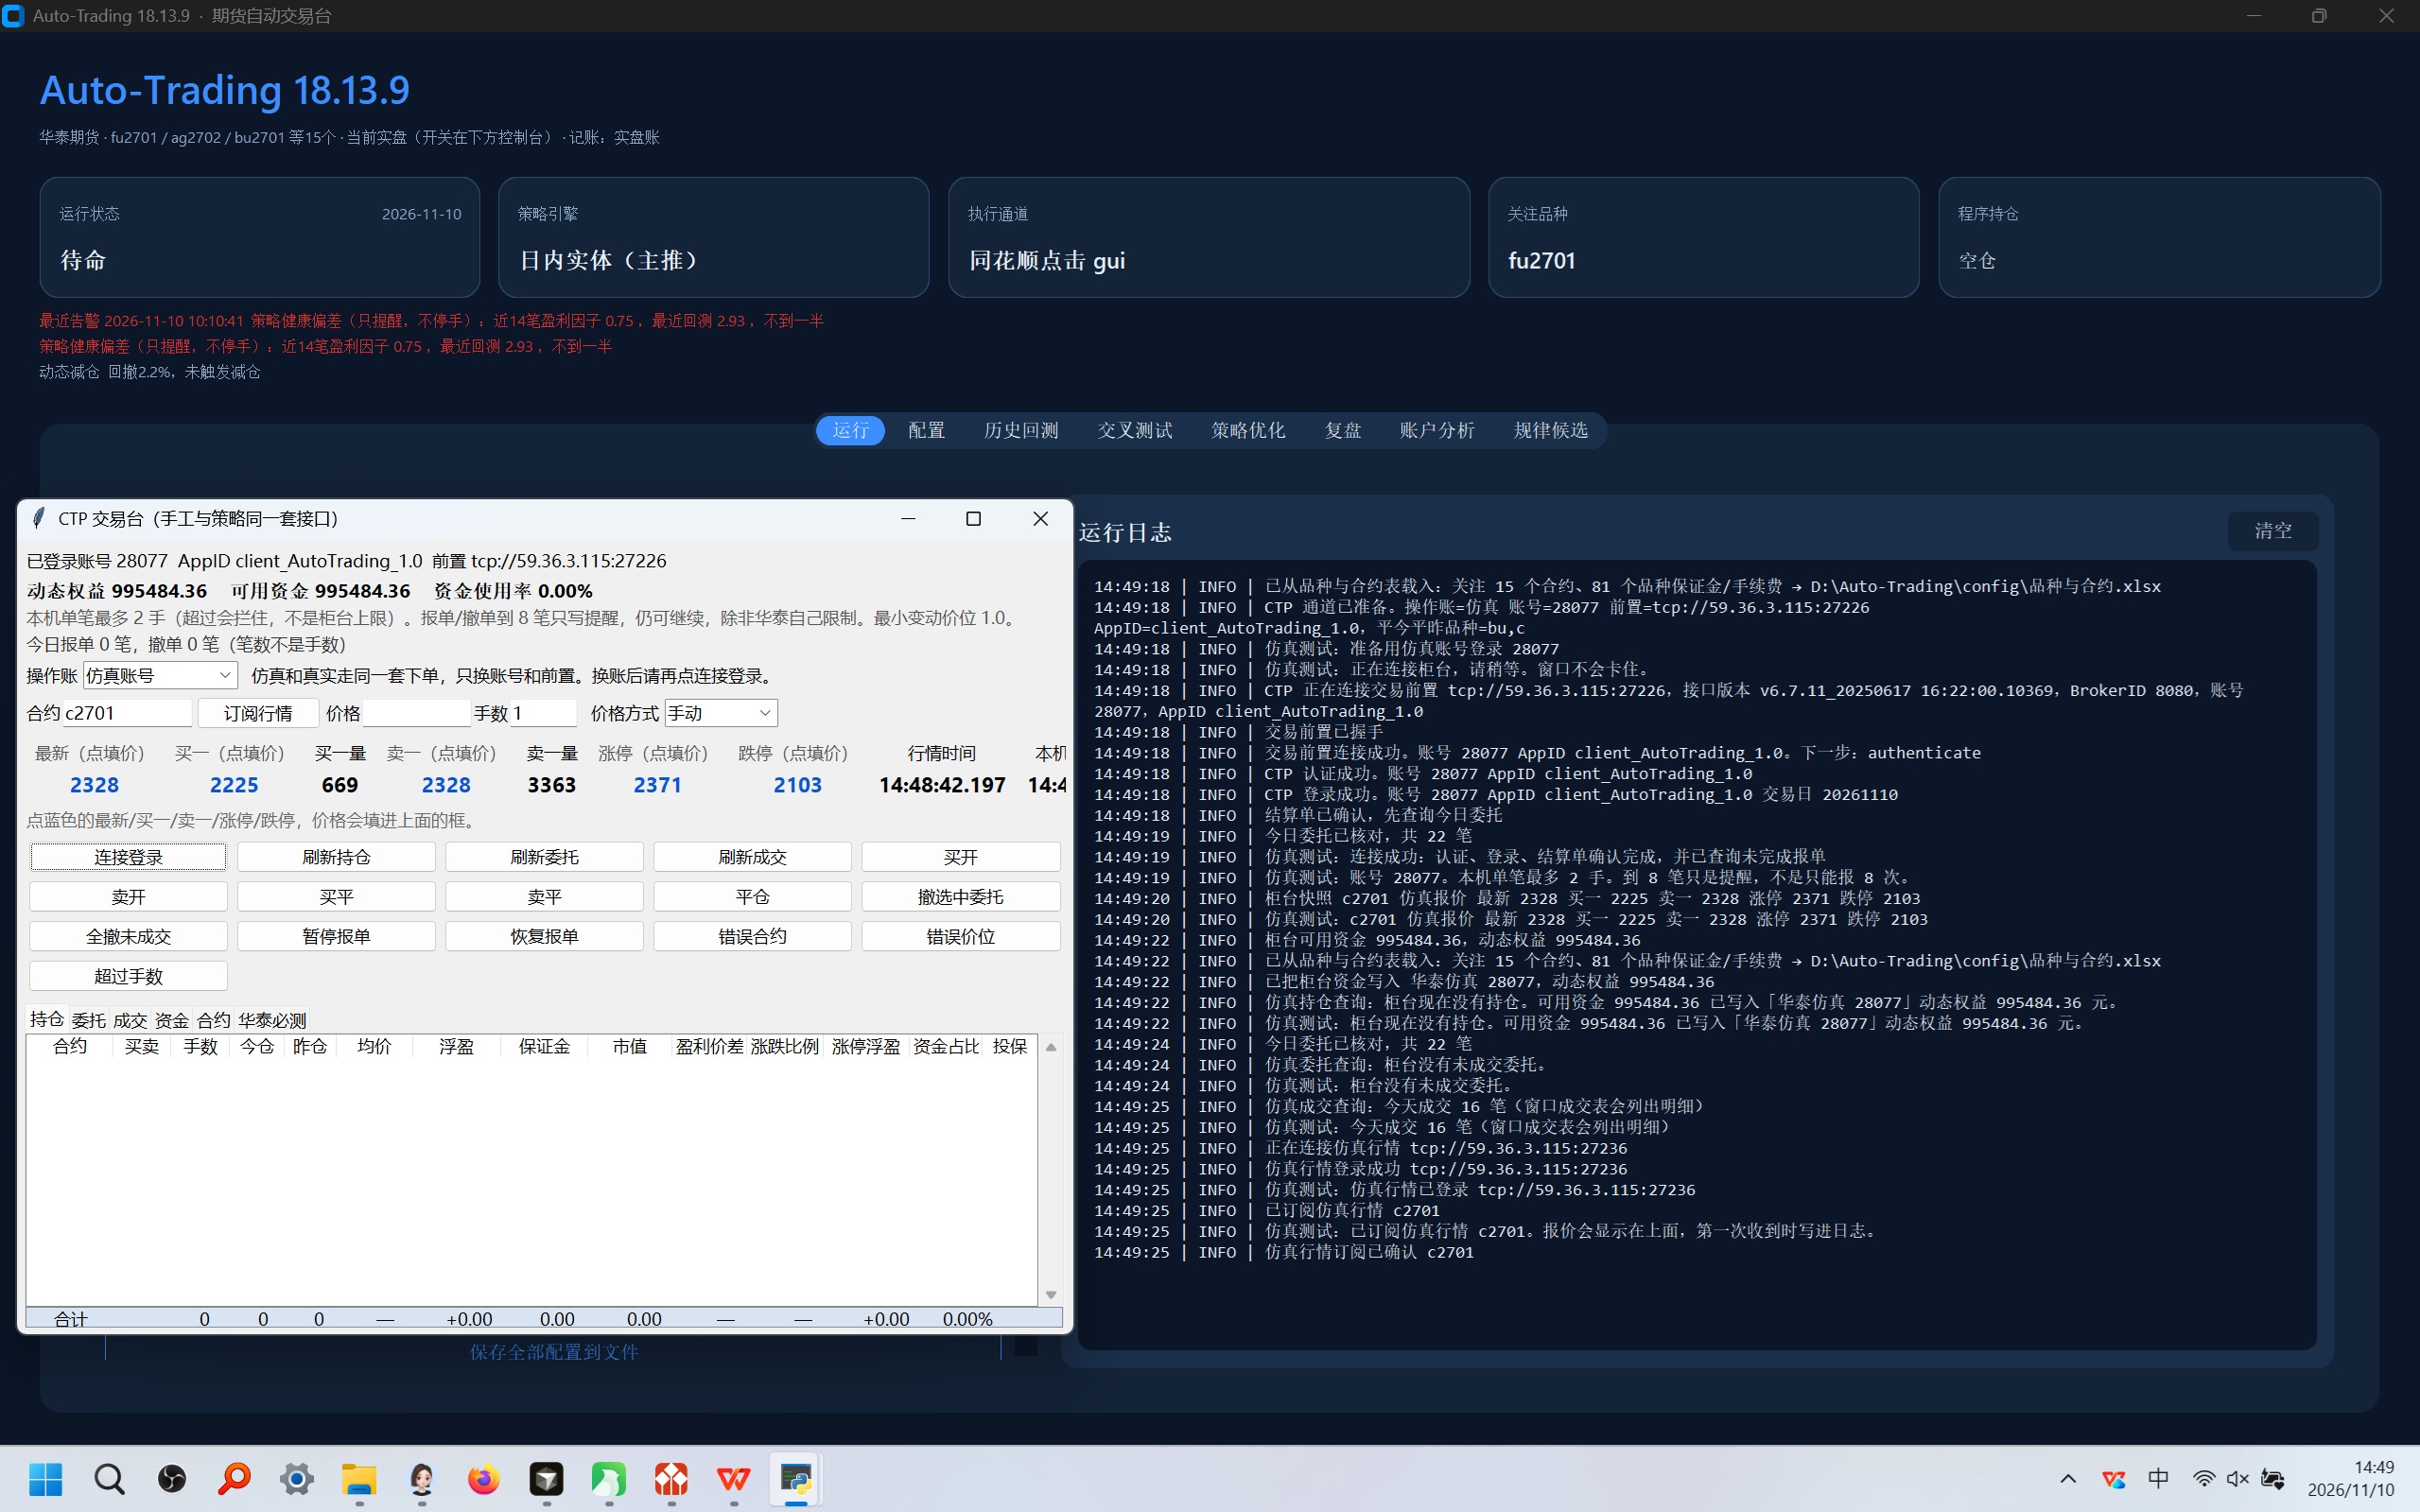 Auto-Trading 18.13.9 · 期货自动交易台
Auto-Trading 18.13.9
华泰期货 · fu2701 / ag2702 / bu2701 等15个 · 当前实盘（开关在下方控制台） · 记账：实盘账
运行状态 2026-11-10
待命
策略引擎
日内实体（主推）
执行通道
同花顺点击 gui
关注品种
fu2701
程序持仓
空仓
最近告警 2026-11-10 10:10:41 策略健康偏差（只提醒，不停手）：近14笔盈利因子 0.75 ，最近回测 2.93 ，不到一半
策略健康偏差（只提醒，不停手）：近14笔盈利因子 0.75 ，最近回测 2.93 ，不到一半
动态减仓 回撤2.2%，未触发减仓
运行 配置 历史回测 交叉测试 策略优化 复盘 账户分析 规律候选
CTP 交易台（手工与策略同一套接口）
已登录账号 28077 AppID client_AutoTrading_1.0 前置 tcp://59.36.3.115:27226
动态权益 995484.36 可用资金 995484.36 资金使用率 0.00%
本机单笔最多 2 手（超过会拦住，不是柜台上限）。报单/撤单到 8 笔只写提醒，仍可继续，除非华泰自己限制。最小变动价位 1.0。
今日报单 0 笔，撤单 0 笔（笔数不是手数）
操作账 仿真账号 仿真和真实走同一套下单，只换账号和前置。换账后请再点连接登录。
合约 c2701 订阅行情 价格 手数 1 价格方式 手动
最新（点填价） 买一（点填价） 买一量 卖一（点填价） 卖一量 涨停（点填价） 跌停（点填价） 行情时间 本机
2328 2225 669 2328 3363 2371 2103 14:48:42.197 14:4
点蓝色的最新/买一/卖一/涨停/跌停，价格会填进上面的框。
连接登录 刷新持仓 刷新委托 刷新成交 买开
卖开 买平 卖平 平仓 撤选中委托
全撤未成交 暂停报单 恢复报单 错误合约 错误价位
超过手数
持仓 委托 成交 资金 合约 华泰必测
合约 买卖 手数 今仓 昨仓 均价 浮盈 保证金 市值 盈利价差 涨跌比例 涨停浮盈 资金占比 投保
合计 0 0 0 — +0.00 0.00 0.00 — — +0.00 0.00%
保存全部配置到文件
运行日志
清空
14:49:18 | INFO | 已从品种与合约表载入：关注 15 个合约、81 个品种保证金/手续费 → D:\Auto-Trading\config\品种与合约.xlsx
14:49:18 | INFO | CTP 通道已准备。操作账=仿真 账号=28077 前置=tcp://59.36.3.115:27226
AppID=client_AutoTrading_1.0，平今平昨品种=bu,c
14:49:18 | INFO | 仿真测试：准备用仿真账号登录 28077
14:49:18 | INFO | 仿真测试：正在连接柜台，请稍等。窗口不会卡住。
14:49:18 | INFO | CTP 正在连接交易前置 tcp://59.36.3.115:27226，接口版本 v6.7.11_20250617 16:22:00.10369，BrokerID 8080，账号
28077，AppID client_AutoTrading_1.0
14:49:18 | INFO | 交易前置已握手
14:49:18 | INFO | 交易前置连接成功。账号 28077 AppID client_AutoTrading_1.0。下一步：authenticate
14:49:18 | INFO | CTP 认证成功。账号 28077 AppID client_AutoTrading_1.0
14:49:18 | INFO | CTP 登录成功。账号 28077 AppID client_AutoTrading_1.0 交易日 20261110
14:49:18 | INFO | 结算单已确认，先查询今日委托
14:49:19 | INFO | 今日委托已核对，共 22 笔
14:49:19 | INFO | 仿真测试：连接成功：认证、登录、结算单确认完成，并已查询未完成报单
14:49:19 | INFO | 仿真测试：账号 28077。本机单笔最多 2 手。到 8 笔只是提醒，不是只能报 8 次。
14:49:20 | INFO | 柜台快照 c2701 仿真报价 最新 2328 买一 2225 卖一 2328 涨停 2371 跌停 2103
14:49:20 | INFO | 仿真测试：c2701 仿真报价 最新 2328 买一 2225 卖一 2328 涨停 2371 跌停 2103
14:49:22 | INFO | 柜台可用资金 995484.36，动态权益 995484.36
14:49:22 | INFO | 已从品种与合约表载入：关注 15 个合约、81 个品种保证金/手续费 → D:\Auto-Trading\config\品种与合约.xlsx
14:49:22 | INFO | 已把柜台资金写入 华泰仿真 28077，动态权益 995484.36
14:49:22 | INFO | 仿真持仓查询：柜台现在没有持仓。可用资金 995484.36 已写入「华泰仿真 28077」动态权益 995484.36 元。
14:49:22 | INFO | 仿真测试：柜台现在没有持仓。可用资金 995484.36 已写入「华泰仿真 28077」动态权益 995484.36 元。
14:49:24 | INFO | 今日委托已核对，共 22 笔
14:49:24 | INFO | 仿真委托查询：柜台没有未成交委托。
14:49:24 | INFO | 仿真测试：柜台没有未成交委托。
14:49:25 | INFO | 仿真成交查询：今天成交 16 笔（窗口成交表会列出明细）
14:49:25 | INFO | 仿真测试：今天成交 16 笔（窗口成交表会列出明细）
14:49:25 | INFO | 正在连接仿真行情 tcp://59.36.3.115:27236
14:49:25 | INFO | 仿真行情登录成功 tcp://59.36.3.115:27236
14:49:25 | INFO | 仿真测试：仿真行情已登录 tcp://59.36.3.115:27236
14:49:25 | INFO | 已订阅仿真行情 c2701
14:49:25 | INFO | 仿真测试：已订阅仿真行情 c2701。报价会显示在上面，第一次收到时写进日志。
14:49:25 | INFO | 仿真行情订阅已确认 c2701
中
14:49
2026/11/10